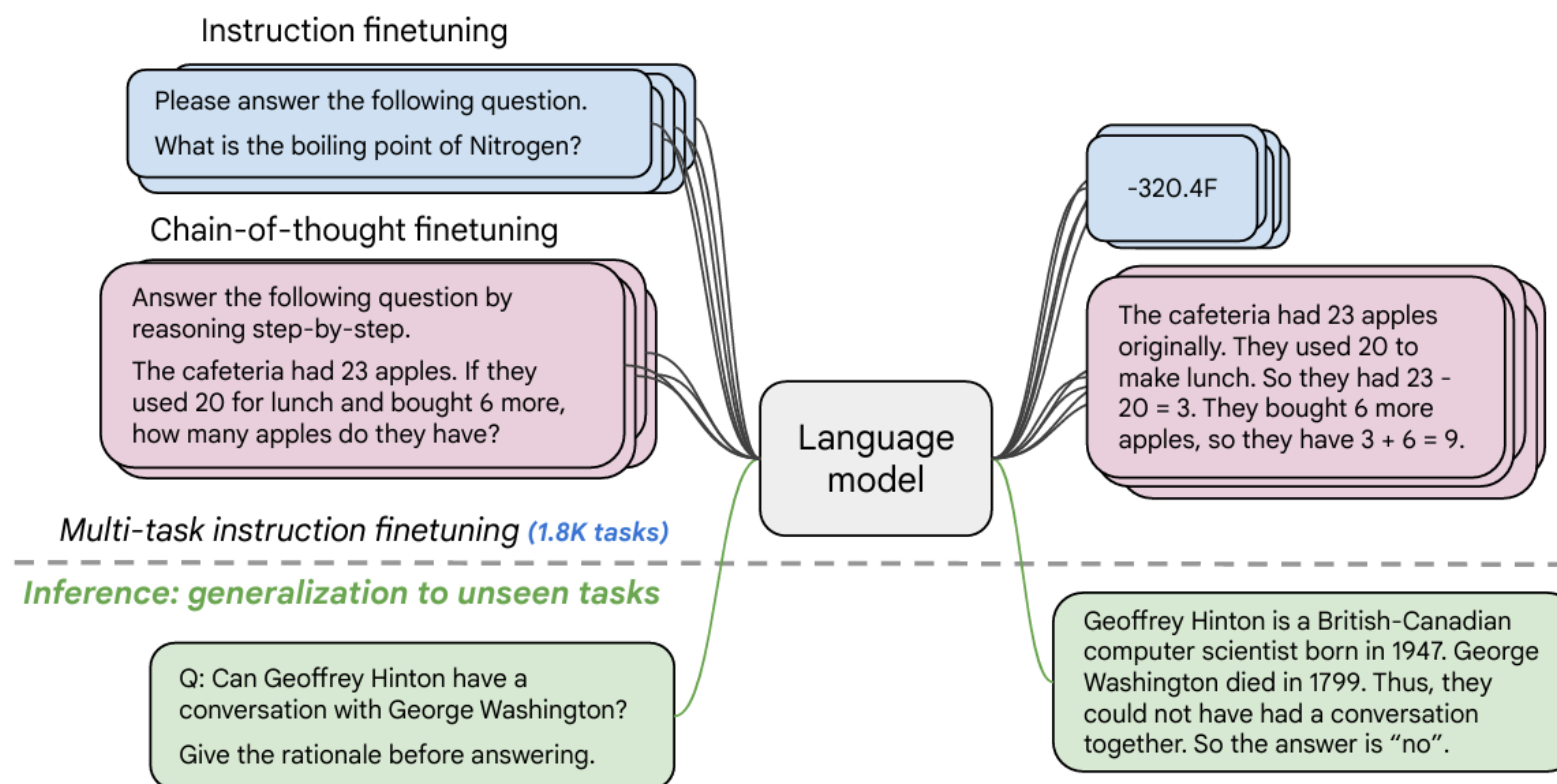 Instruction finetuning
Please answer the following question.
What is the boiling point of Nitrogen?
-320.4F
Chain-of-thought finetuning
Answer the following question by
reasoning step-by-step.
The cafeteria had 23 apples. If they
used 20 for lunch and bought 6 more,
how many apples do they have?
Language
model
The cafeteria had 23 apples
originally. They used 20 to
make lunch. So they had 23 -
20 = 3. They bought 6 more
apples, so they have 3 + 6 = 9.
Multi-task instruction finetuning (1.8K tasks)
Inference: generalization to unseen tasks
Q: Can Geoffrey Hinton have a
conversation with George Washington?
Give the rationale before answering.
Geoffrey Hinton is a British-Canadian
computer scientist born in 1947. George
Washington died in 1799. Thus, they
could not have had a conversation
together. So the answer is “no”.